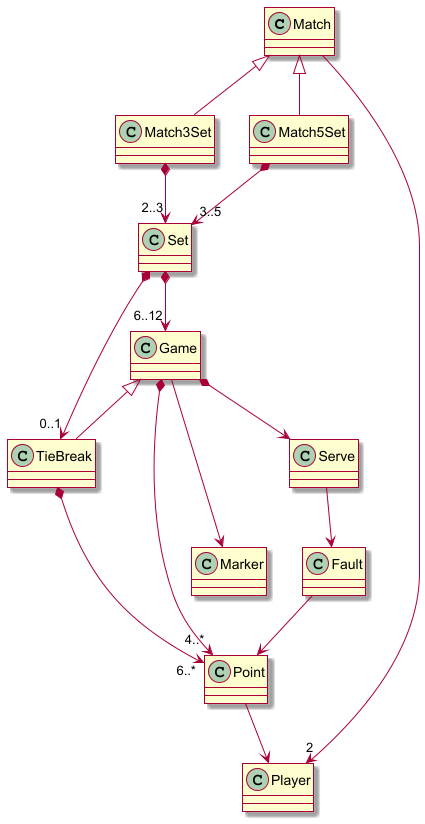 C Match
C Match3Set
C Match5Set
2..3
3..5
C Set
6..12
C Game
0..1
C TieBreak
C Serve
C Marker
C Fault
4..*
6..*
C Point
2
C Player